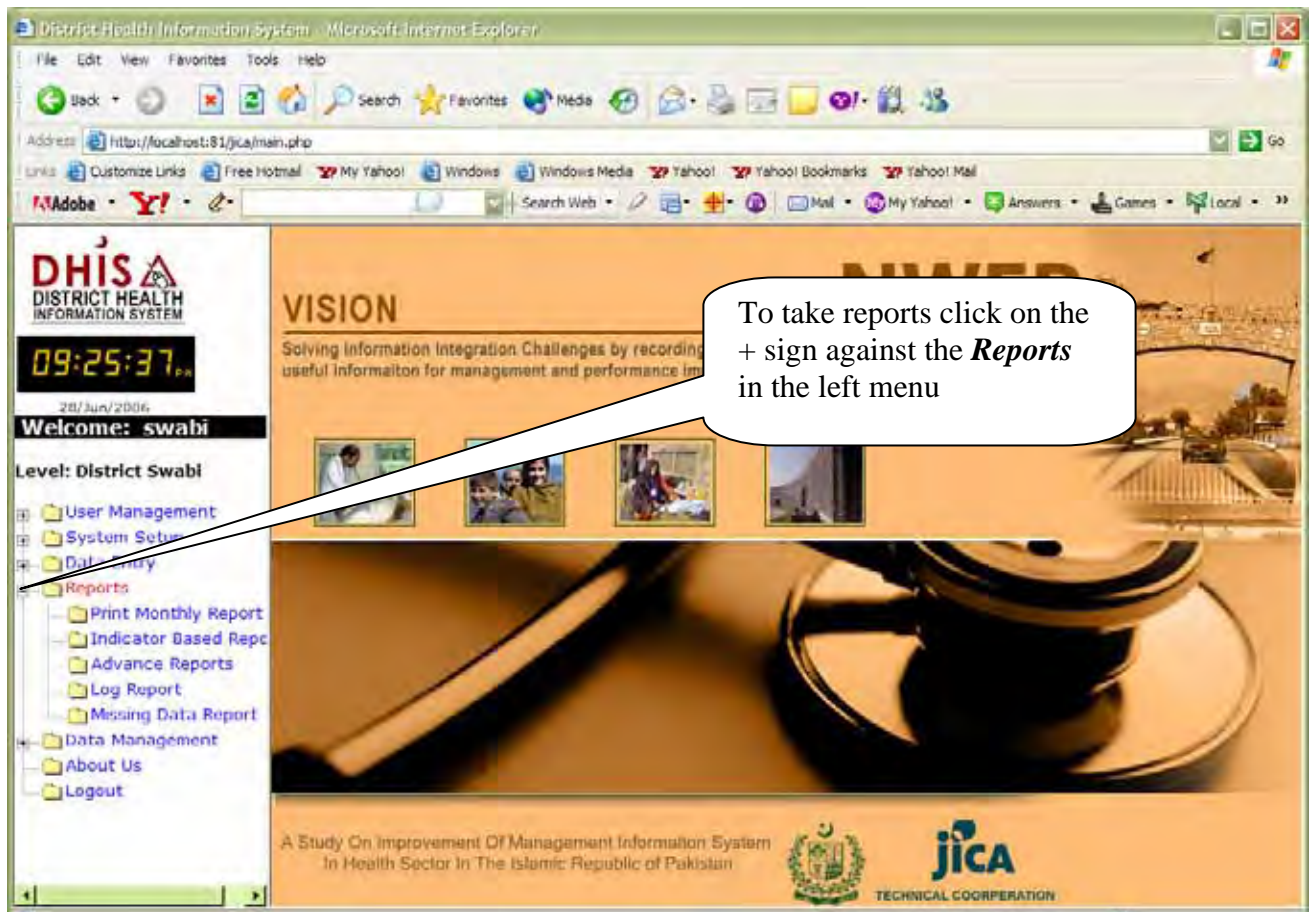 District Health Information System - Microsoft Internet Explorer
File Edit View Favorites Tools Help
Back Search Favorites Media
Address http://localhost:81/jica/main.php Go
Links Customize Links Free Hotmail My Yahoo! Windows Windows Media Yahoo! Yahoo! Bookmarks Yahoo! Mail
Adobe Y! Search Web Mail My Yahoo! Answers Games Local »
DHIS
DISTRICT HEALTH
INFORMATION SYSTEM
09:25:37 PM
28/Jun/2006
Welcome: swabi
Level: District Swabi
User Management
System Setup
Data Entry
Reports
Print Monthly Report
Indicator Based Repo
Advance Reports
Log Report
Missing Data Report
Data Management
About Us
Logout
VISION
Solving Information Integration Challenges by recording
useful informaiton for management and performance im
To take reports click on the
+ sign against the Reports
in the left menu
A Study On Improvement Of Management Information System
In Health Sector In The Islamic Republic of Pakistan
jica
TECHNICAL COORPERATION